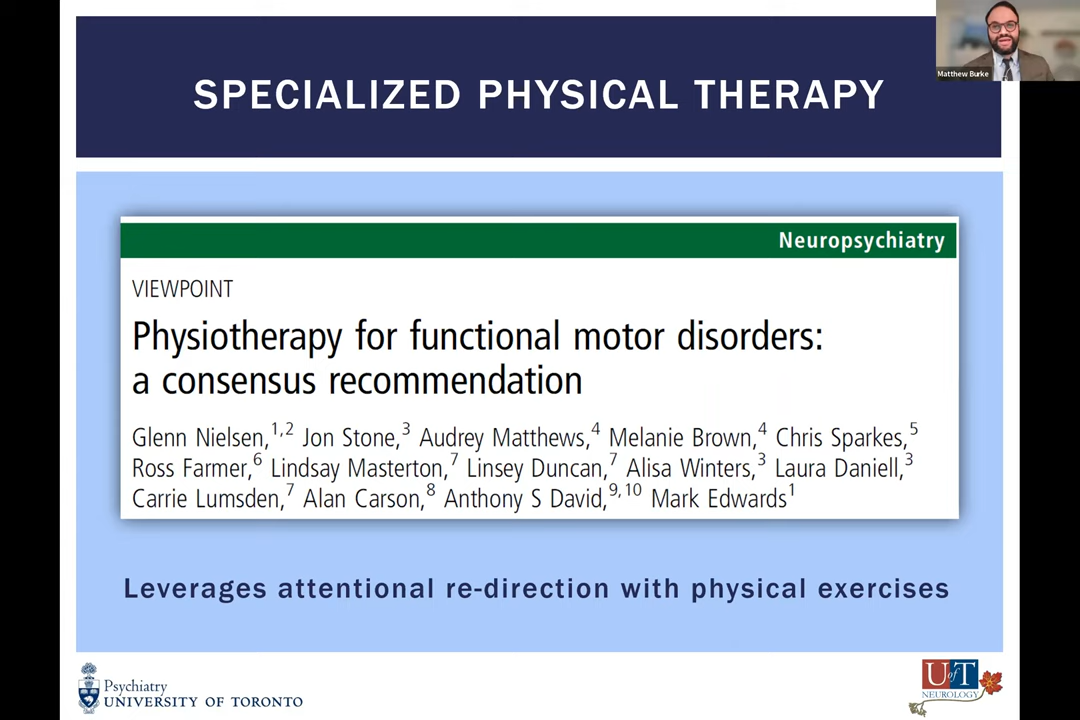 SPECIALIZED PHYSICAL THERAPY
Matthew Burke
Neuropsychiatry
VIEWPOINT
Physiotherapy for functional motor disorders:
a consensus recommendation
Glenn Nielsen,1,2 Jon Stone,3 Audrey Matthews,4 Melanie Brown,4 Chris Sparkes,5
Ross Farmer,6 Lindsay Masterton,7 Linsey Duncan,7 Alisa Winters,3 Laura Daniell,3
Carrie Lumsden,7 Alan Carson,8 Anthony S David,9,10 Mark Edwards1
Leverages attentional re-direction with physical exercises
Psychiatry
UNIVERSITY OF TORONTO
UofT
NEUROLOGY